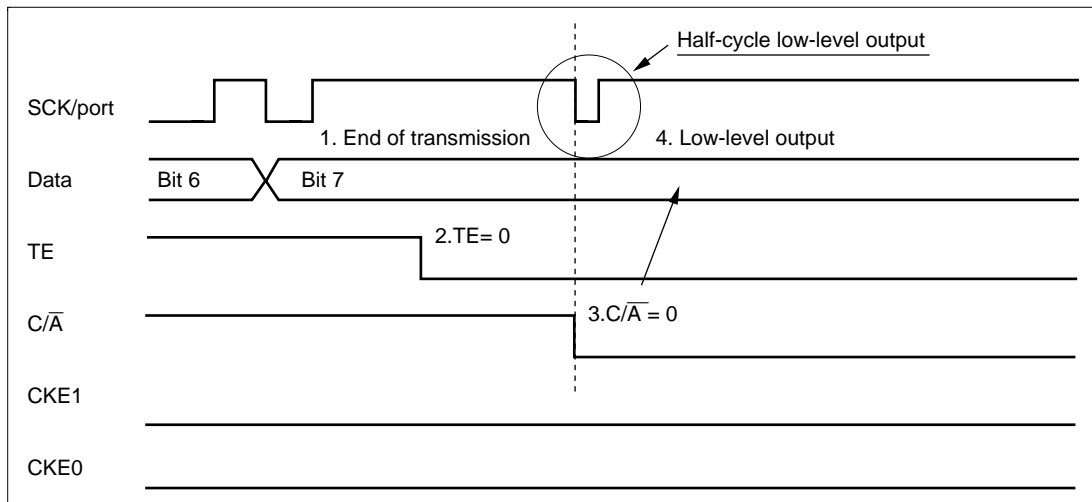 Half-cycle low-level output
SCK/port
1. End of transmission
4. Low-level output
Data
Bit 6
Bit 7
TE
2.TE= 0
C/A̅
3.C/A̅ = 0
CKE1
CKE0